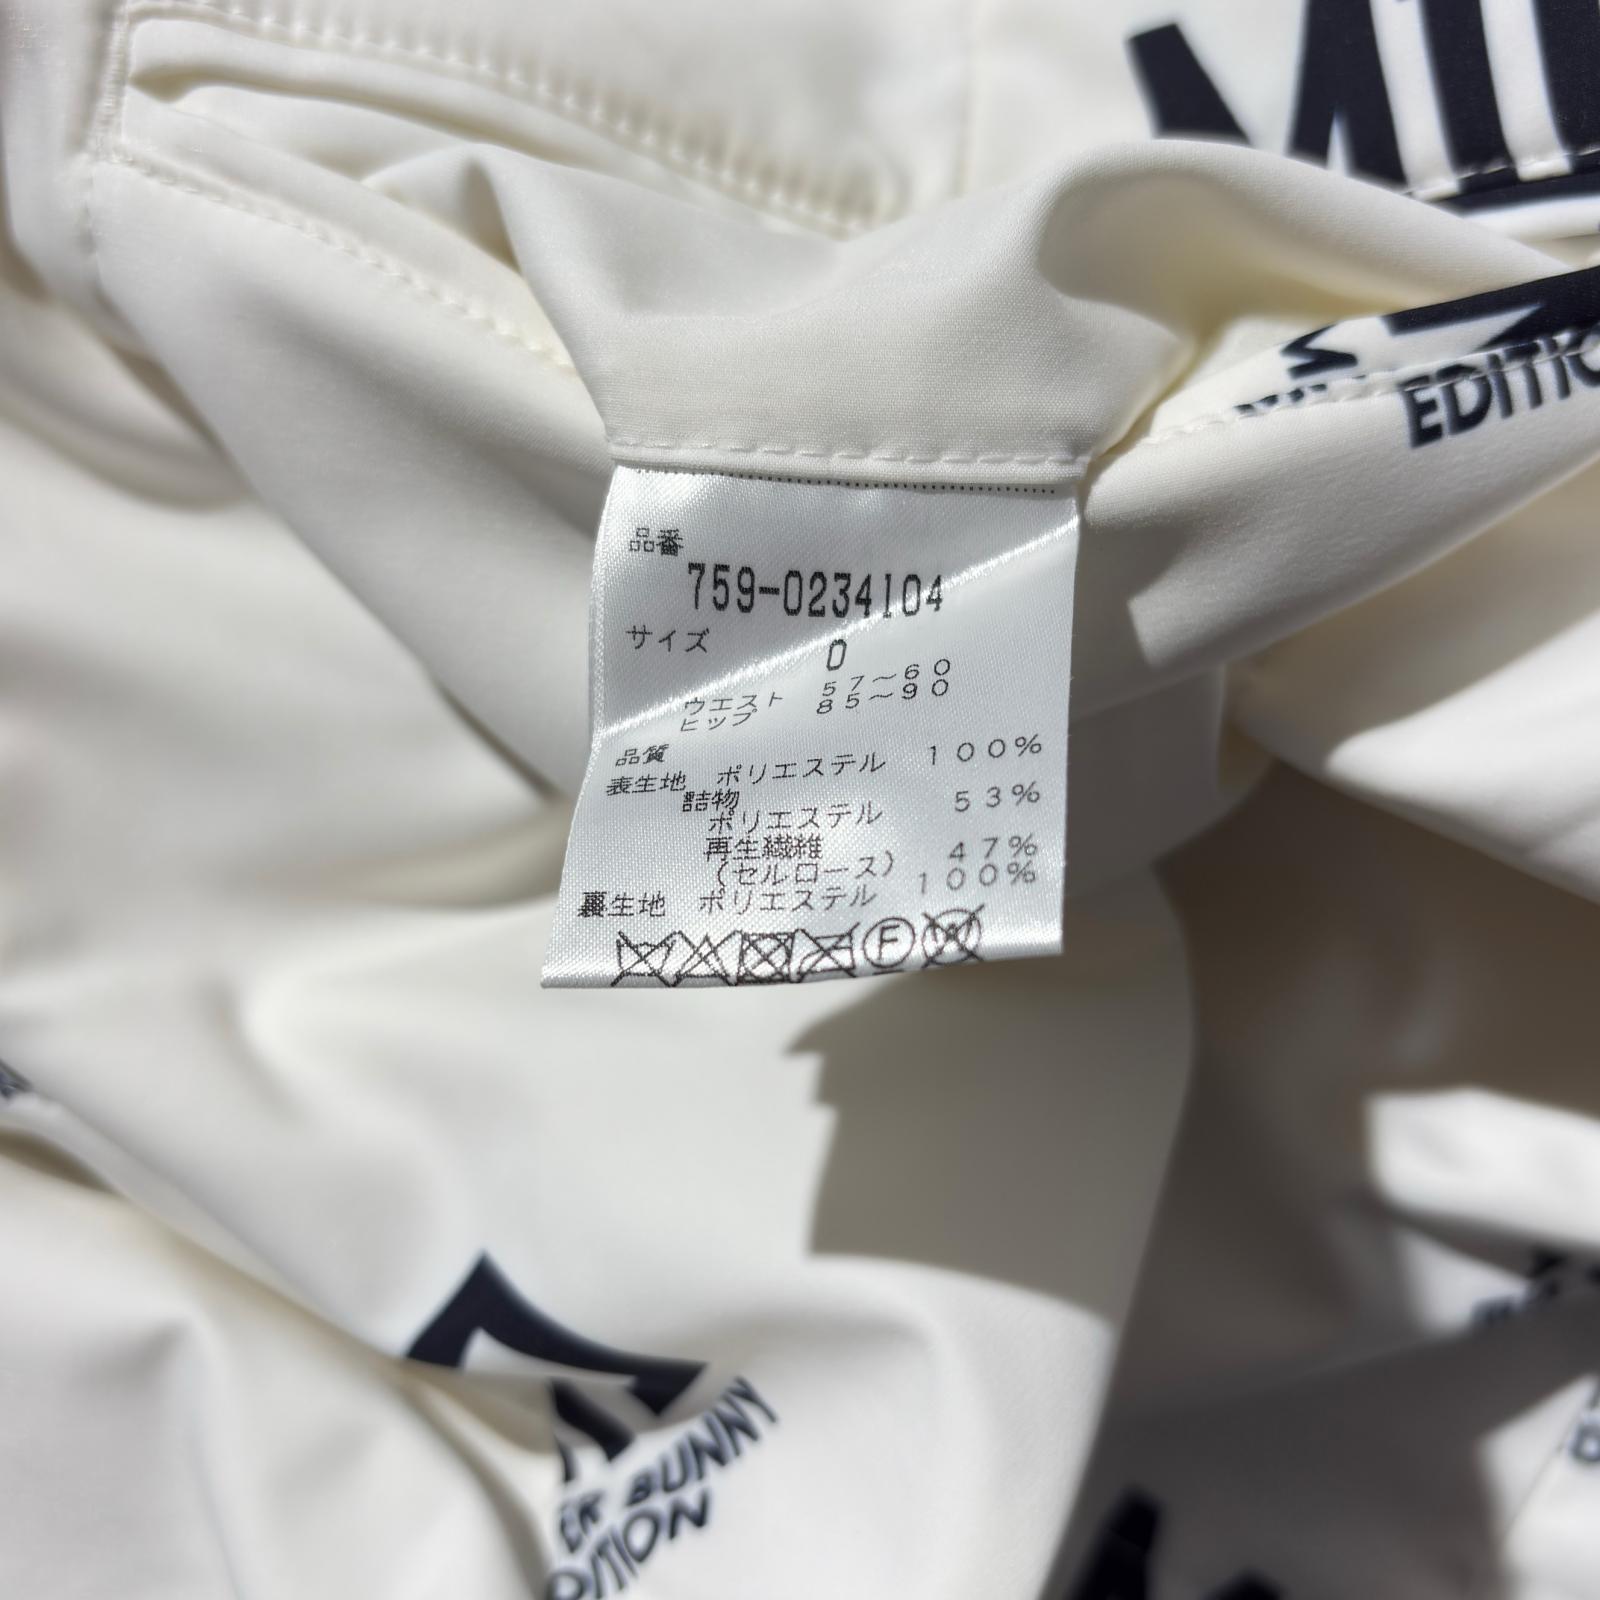 EDITIO
品番
759-0234104
サイズ 0
ウエスト 57～60
ヒップ 85～90
品質
表生地 ポリエステル 100%
詰物
ポリエステル 53%
再生繊維
(セルロース) 47%
裏生地 ポリエステル 100%
F
W
ER BUNNY
EDITION